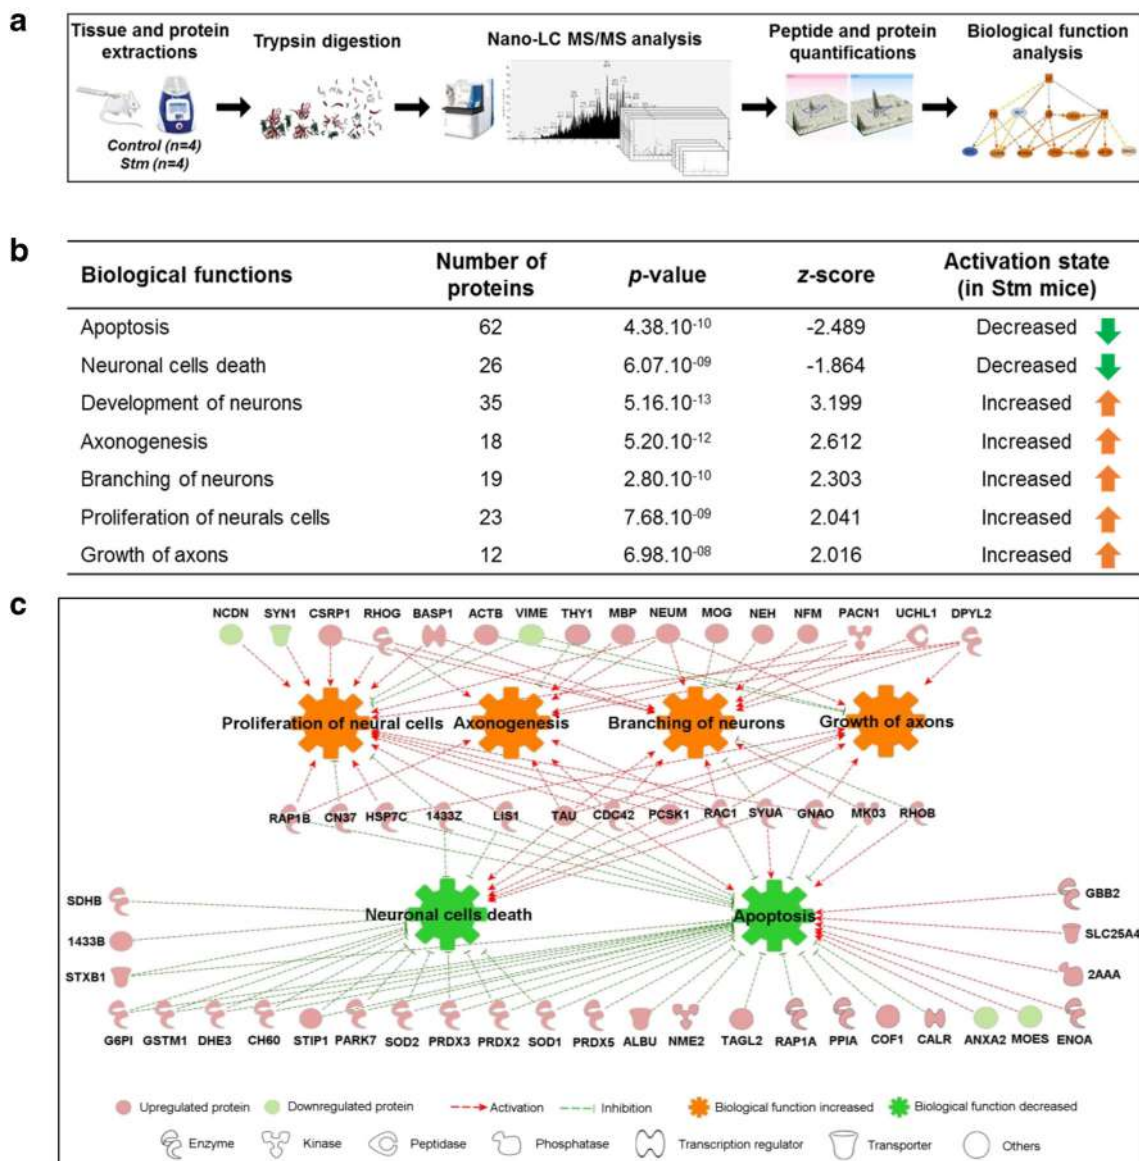 a
Tissue and protein
extractions
Control (n=4)
Stm (n=4)
Trypsin digestion
Nano-LC MS/MS analysis
Peptide and protein
quantifications
Biological function
analysis
b
Biological functions Number of proteins p-value z-score Activation state (in Stm mice)
Apoptosis 62 4.38.10⁻¹⁰ -2.489 Decreased
Neuronal cells death 26 6.07.10⁻⁰⁹ -1.864 Decreased
Development of neurons 35 5.16.10⁻¹³ 3.199 Increased
Axonogenesis 18 5.20.10⁻¹² 2.612 Increased
Branching of neurons 19 2.80.10⁻¹⁰ 2.303 Increased
Proliferation of neurals cells 23 7.68.10⁻⁰⁹ 2.041 Increased
Growth of axons 12 6.98.10⁻⁰⁸ 2.016 Increased
c
NCDN SYN1 CSRP1 RHOG BASP1 ACTB VIME THY1 MBP NEUM MOG NEH NFM PACN1 UCHL1 DPYL2
Proliferation of neural cells Axonogenesis Branching of neurons Growth of axons
RAP1B CN37 HSP7C 1433Z LIS1 TAU CDC42 PCSK1 RAC1 SYUA GNAO MK03 RHOB
SDHB
Neuronal cells death Apoptosis
GBB2
1433B
SLC25A4
STXB1
2AAA
G6PI GSTM1 DHE3 CH60 STIP1 PARK7 SOD2 PRDX3 PRDX2 SOD1 PRDX5 ALBU NME2 TAGL2 RAP1A PPIA COF1 CALR ANXA2 MOES ENOA
Upregulated protein Downregulated protein Activation Inhibition Biological function increased Biological function decreased
Enzyme Kinase Peptidase Phosphatase Transcription regulator Transporter Others